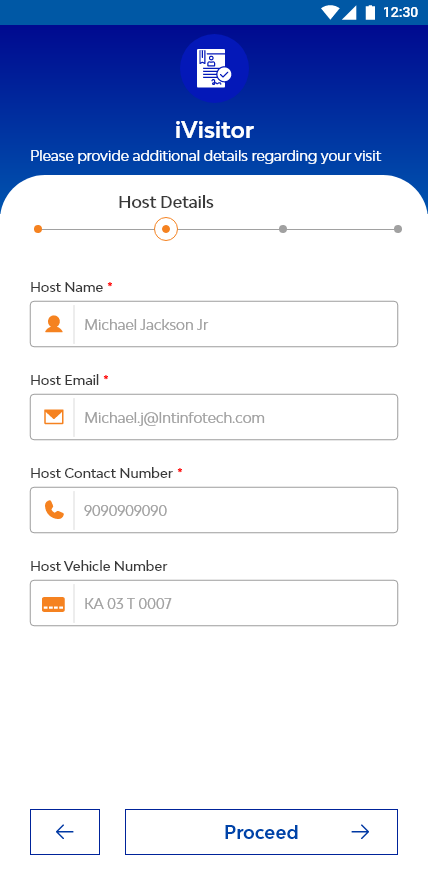 12:30
iVisitor
Please provide additional details regarding your visit
Host Details
Host Name *
Michael Jackson Jr
Host Email *
Michael.j@lntinfotech.com
Host Contact Number *
9090909090
Host Vehicle Number
KA 03 T 0007
Proceed